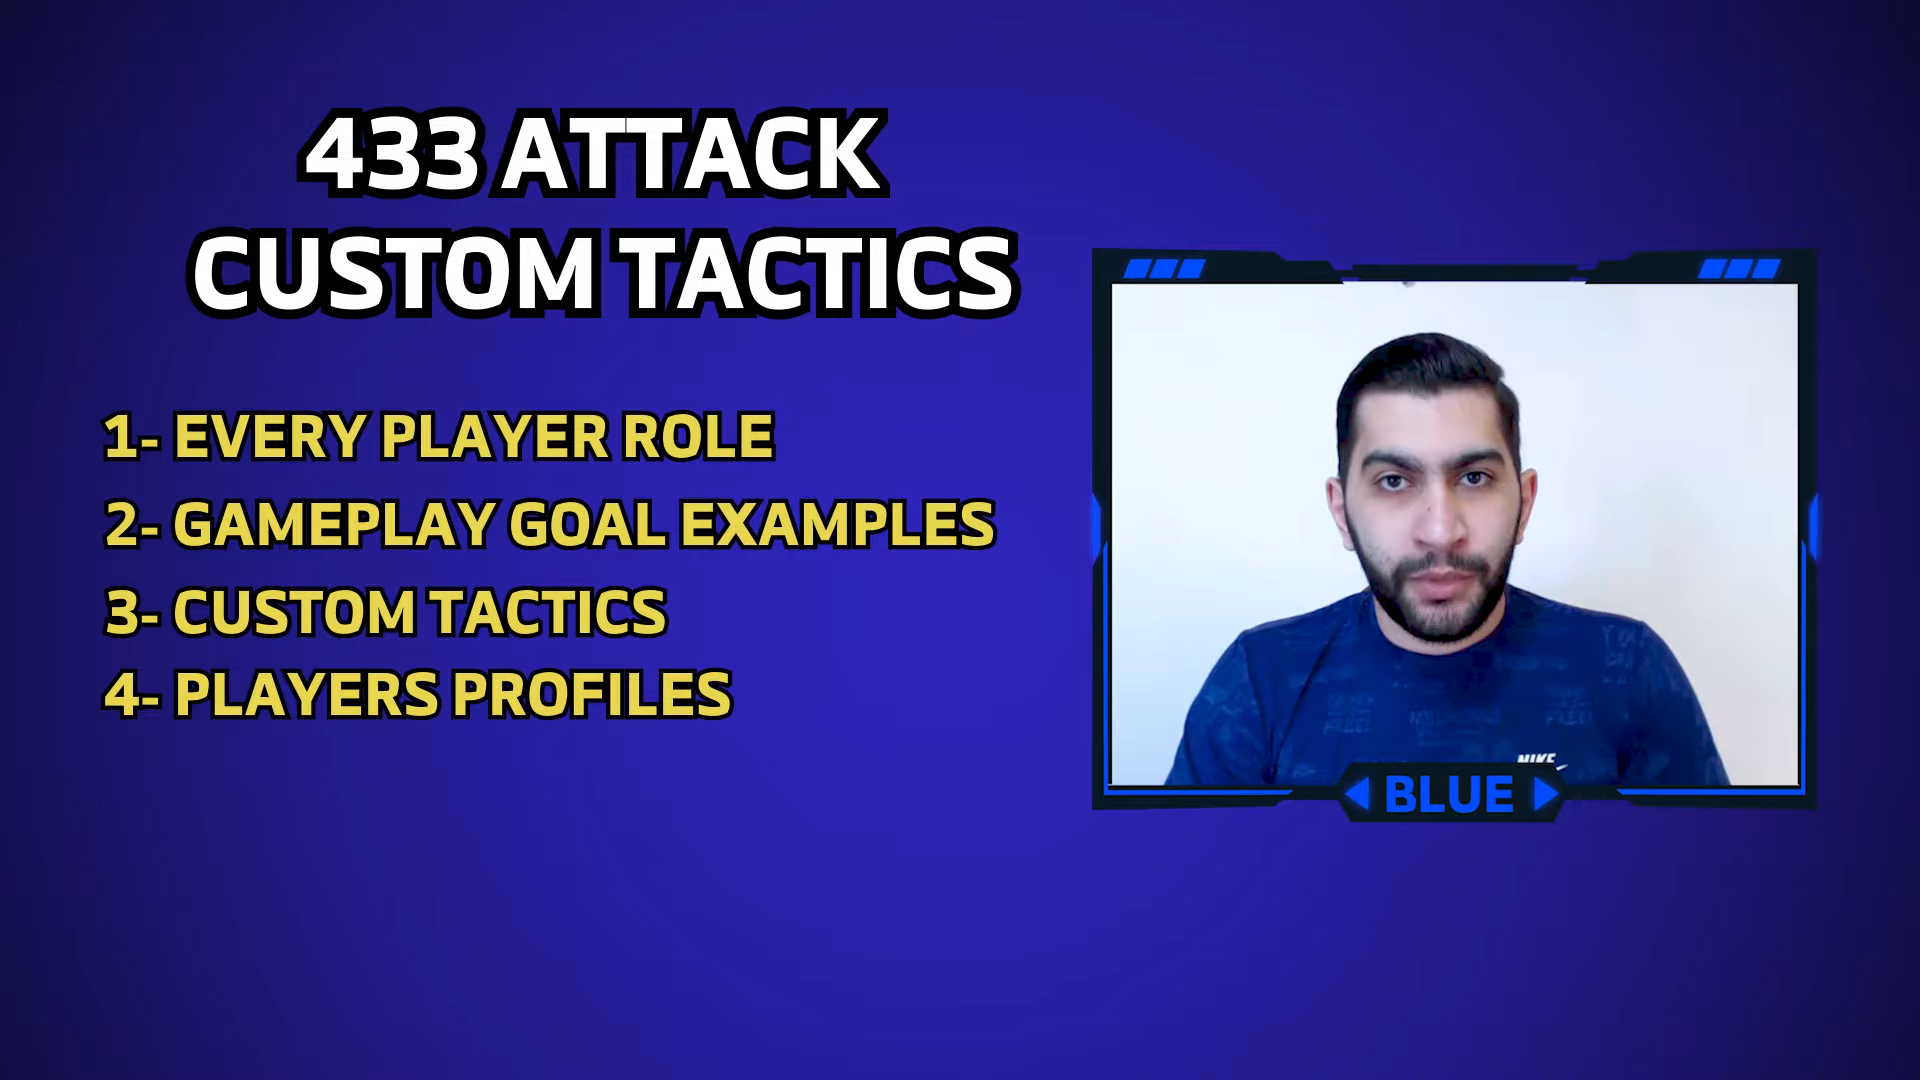 433 ATTACK
CUSTOM TACTICS
1- EVERY PLAYER ROLE
2- GAMEPLAY GOAL EXAMPLES
3- CUSTOM TACTICS
4- PLAYERS PROFILES
NIKE
BLUE